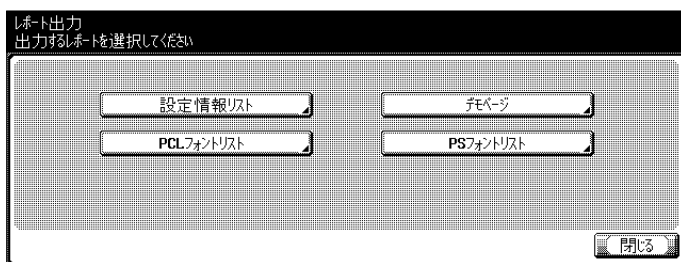 レポート出力
出力するレポートを選択してください
設定情報リスト
デモページ
PCLフォントリスト
PSフォントリスト
閉じる